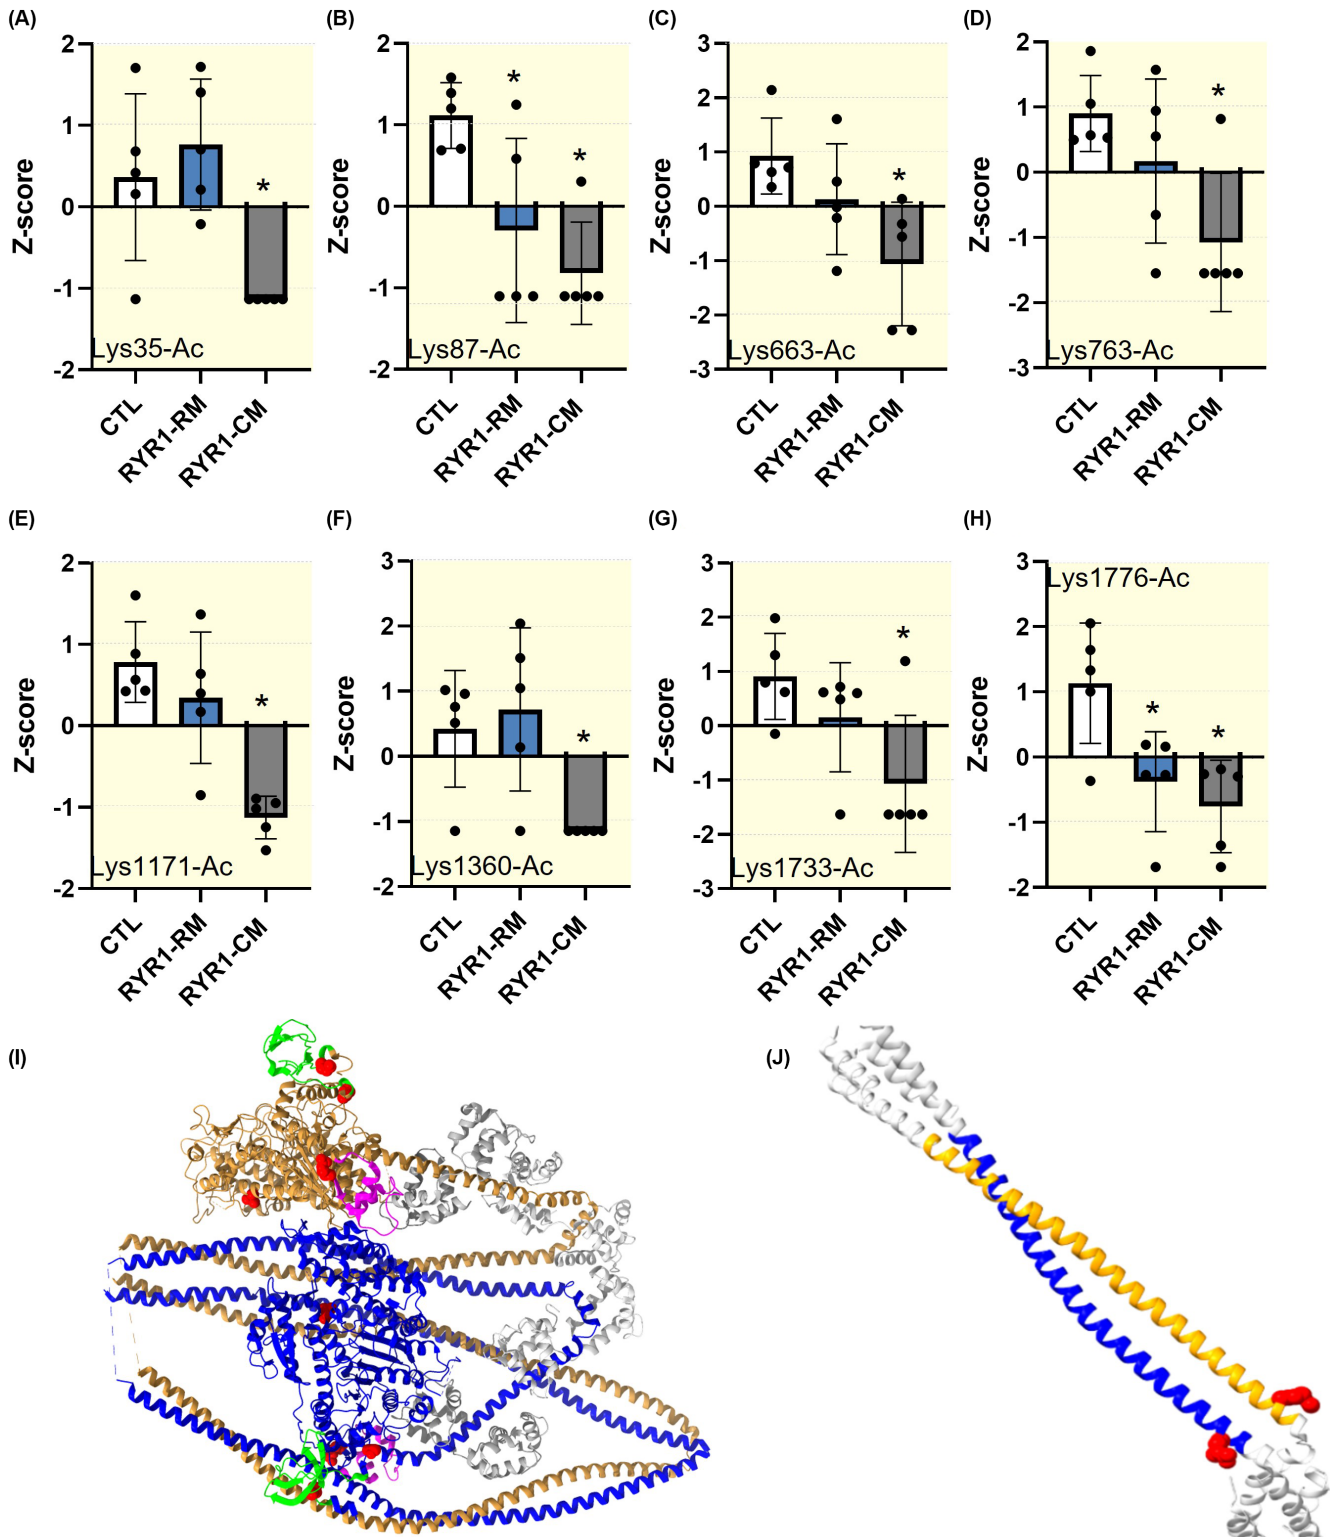 (A)
2
1
0
-1
-2
Z-score
*
Lys35-Ac
CTL
RYR1-RM
RYR1-CM
(B)
2
1
0
-1
-2
Z-score
*
*
Lys87-Ac
CTL
RYR1-RM
RYR1-CM
(C)
3
2
1
0
-1
-2
-3
Z-score
*
Lys663-Ac
CTL
RYR1-RM
RYR1-CM
(D)
2
1
0
-1
-2
-3
Z-score
*
Lys763-Ac
CTL
RYR1-RM
RYR1-CM
(E)
2
1
0
-1
-2
Z-score
*
Lys1171-Ac
CTL
RYR1-RM
RYR1-CM
(F)
3
2
1
0
-1
-2
Z-score
*
Lys1360-Ac
CTL
RYR1-RM
RYR1-CM
(G)
3
2
1
0
-1
-2
-3
Z-score
*
Lys1733-Ac
CTL
RYR1-RM
RYR1-CM
(H)
3
2
1
0
-1
-2
Z-score
Lys1776-Ac
*
*
CTL
RYR1-RM
RYR1-CM
(I)
(J)